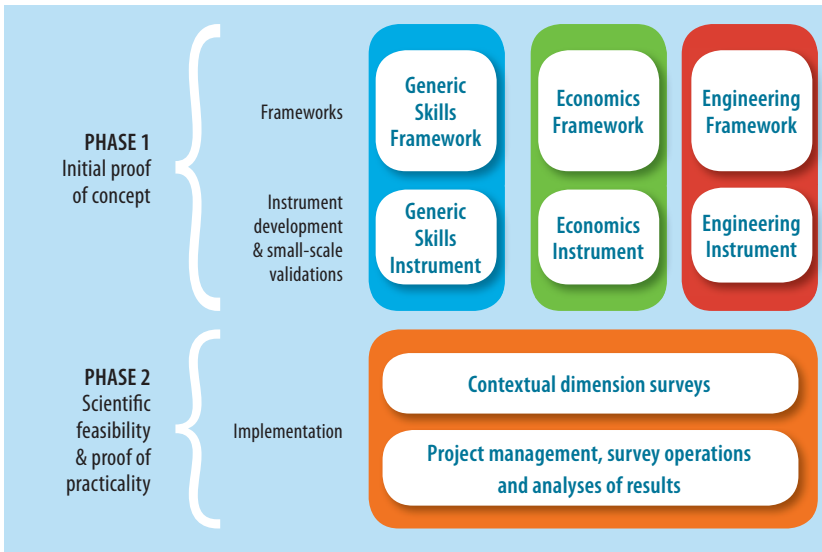 PHASE 1
Initial proof
of concept
Frameworks
Generic
Skills
Framework
Economics
Framework
Engineering
Framework
Instrument
development
& small-scale
validations
Generic
Skills
Instrument
Economics
Instrument
Engineering
Instrument
PHASE 2
Scientific
feasibility
& proof of
practicality
Implementation
Contextual dimension surveys
Project management, survey operations
and analyses of results